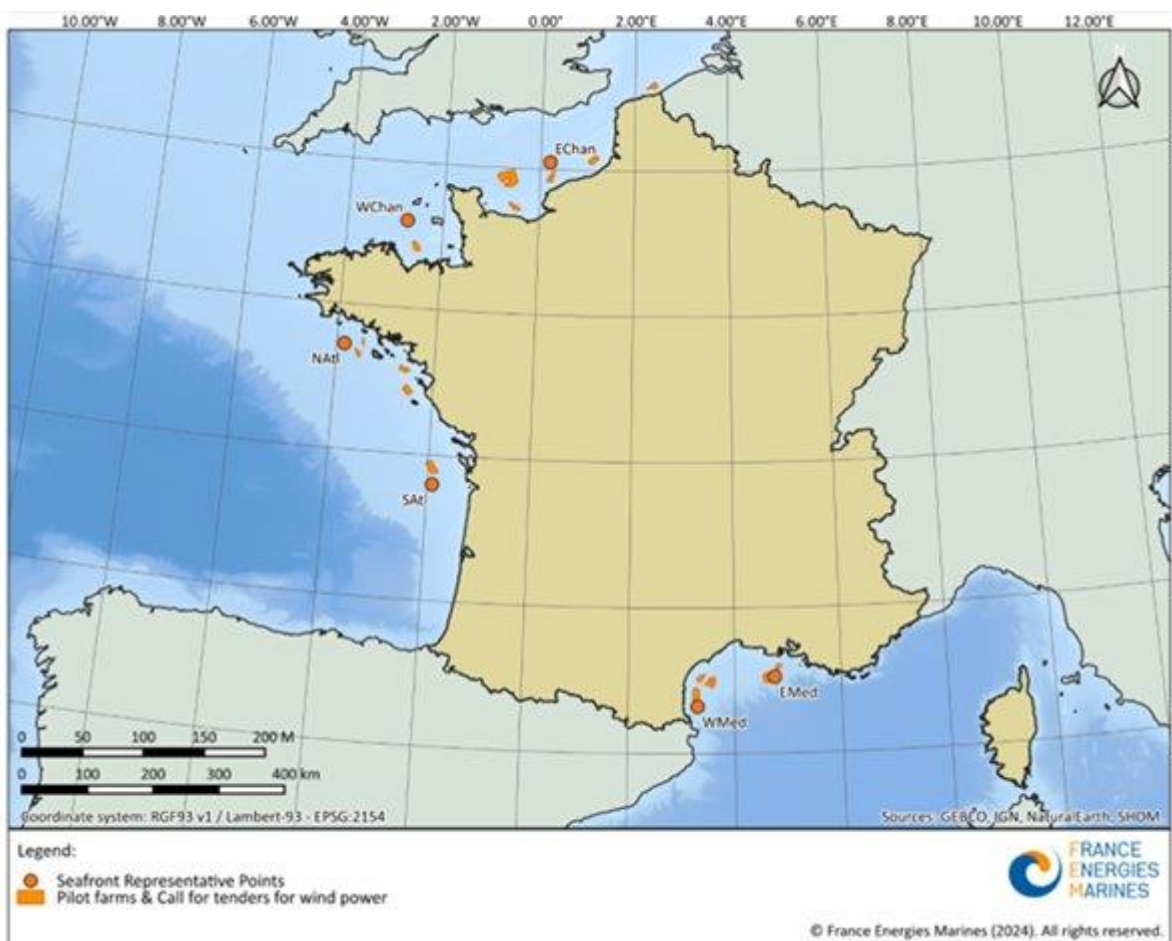 10.00°W 8.00°W 6.00°W 4.00°W 2.00°W 0.00° 2.00°E 4.00°E 6.00°E 8.00°E 10.00°E 12.00°E
N
EChan
WChan
NAtl
SAtl
EMed
WMed
0 50 100 150 200 M
0 100 200 300 400 km
Coordinate system: RGF93 v1 / Lambert-93 - EPSG:2154
Sources: GEBCO, IGN, NaturalEarth, SHOM
Legend:
Seafront Representative Points
Pilot farms & Call for tenders for wind power
FRANCE
ENERGIES
MARINES
© France Energies Marines (2024). All rights reserved.